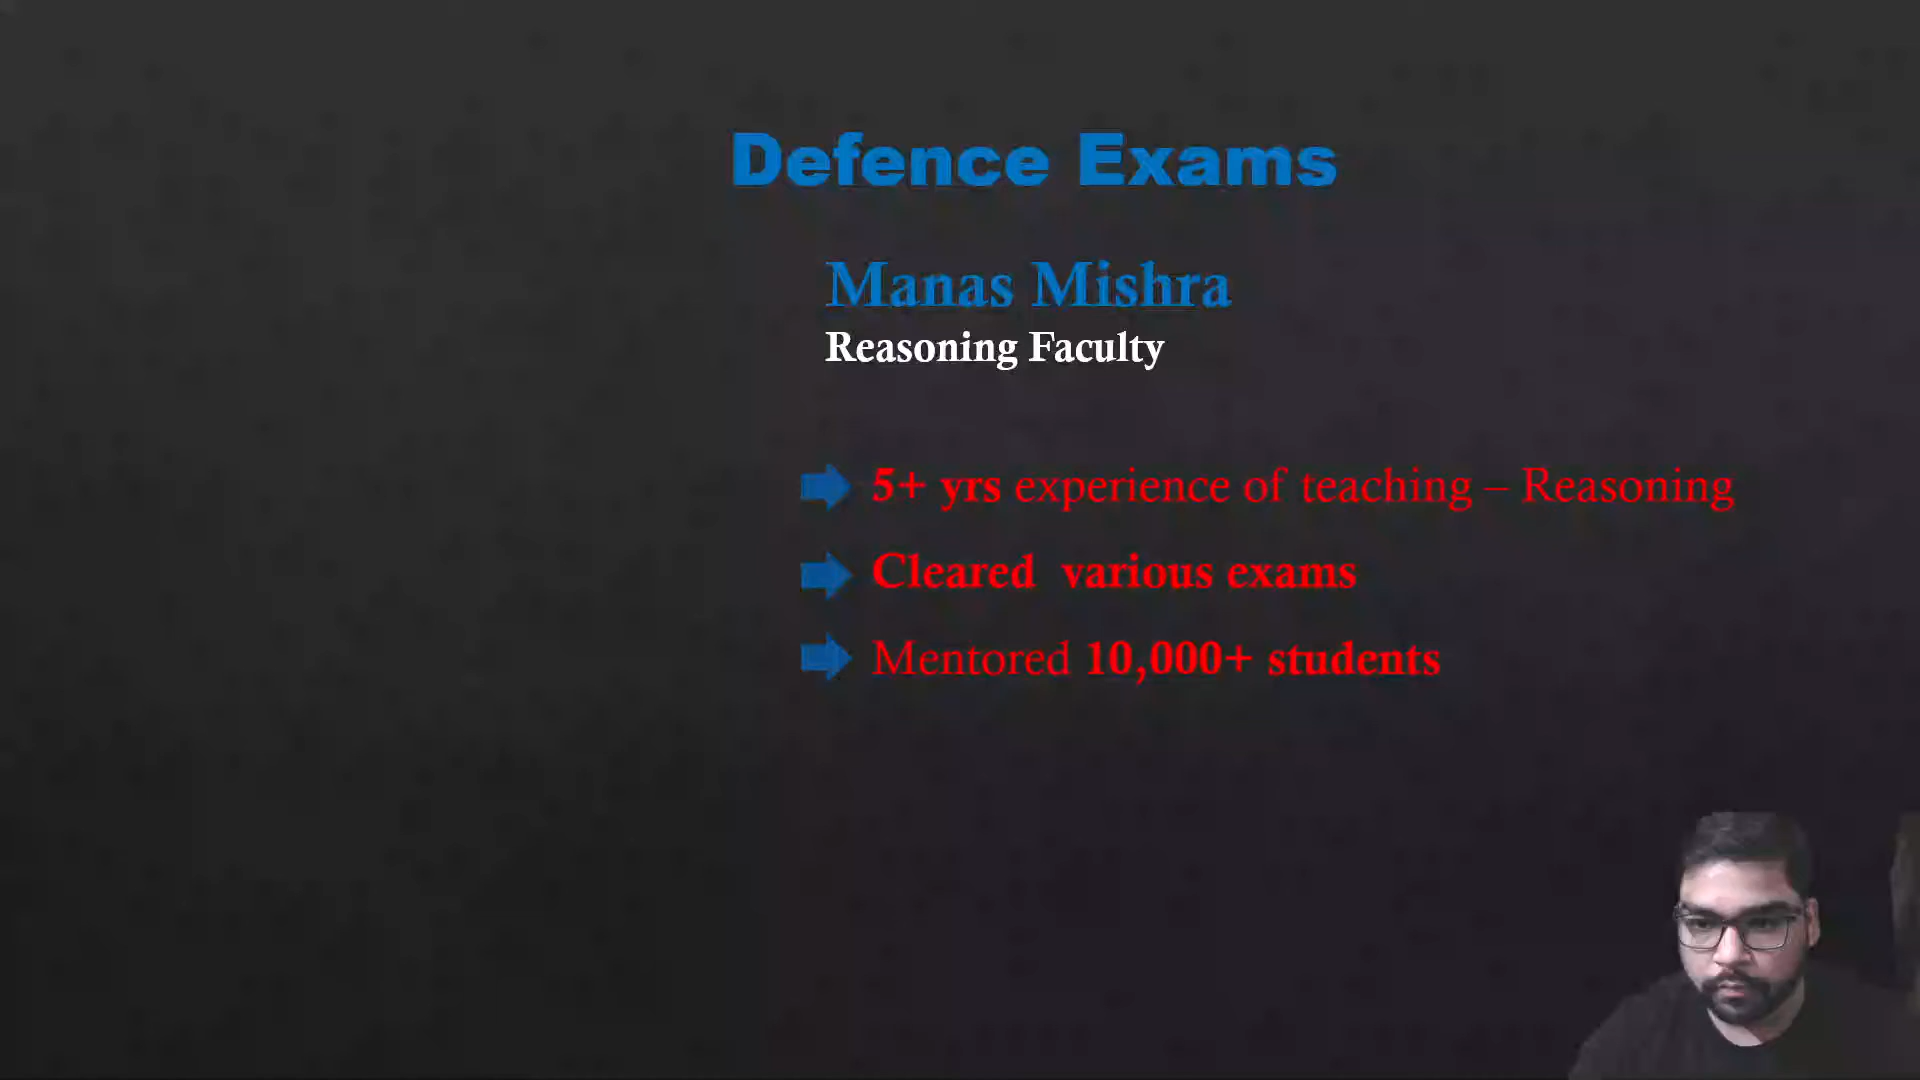 Defence Exams
Manas Mishra
Reasoning Faculty
5+ yrs experience of teaching – Reasoning
Cleared various exams
Mentored 10,000+ students